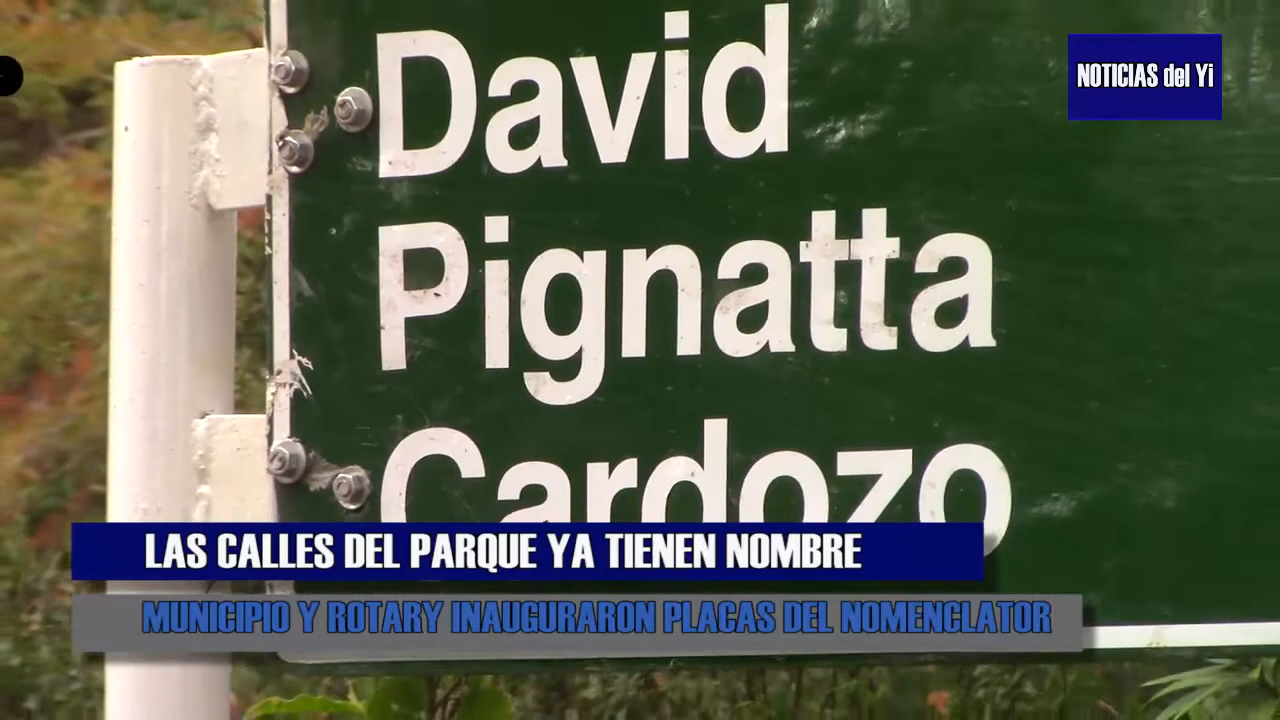 David
NOTICIAS del Yi
Pignatta
Cardozo
LAS CALLES DEL PARQUE YA TIENEN NOMBRE
MUNICIPIO Y ROTARY INAUGURARON PLACAS DEL NOMENCLATOR